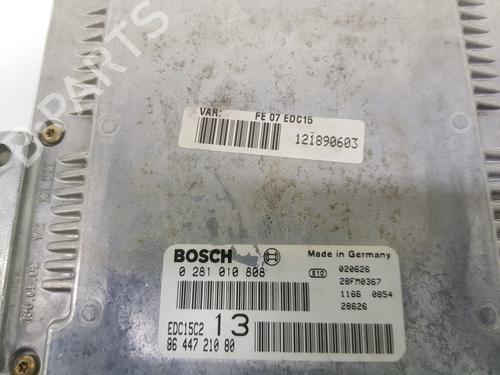 B-PARTS
VAR: FE 07 EDC15
121890603
BOSCH
Made in Germany
0 281 010 808
020626
28FM0367
1166 0854
28626
EDC15C2 13
96 447 210 80